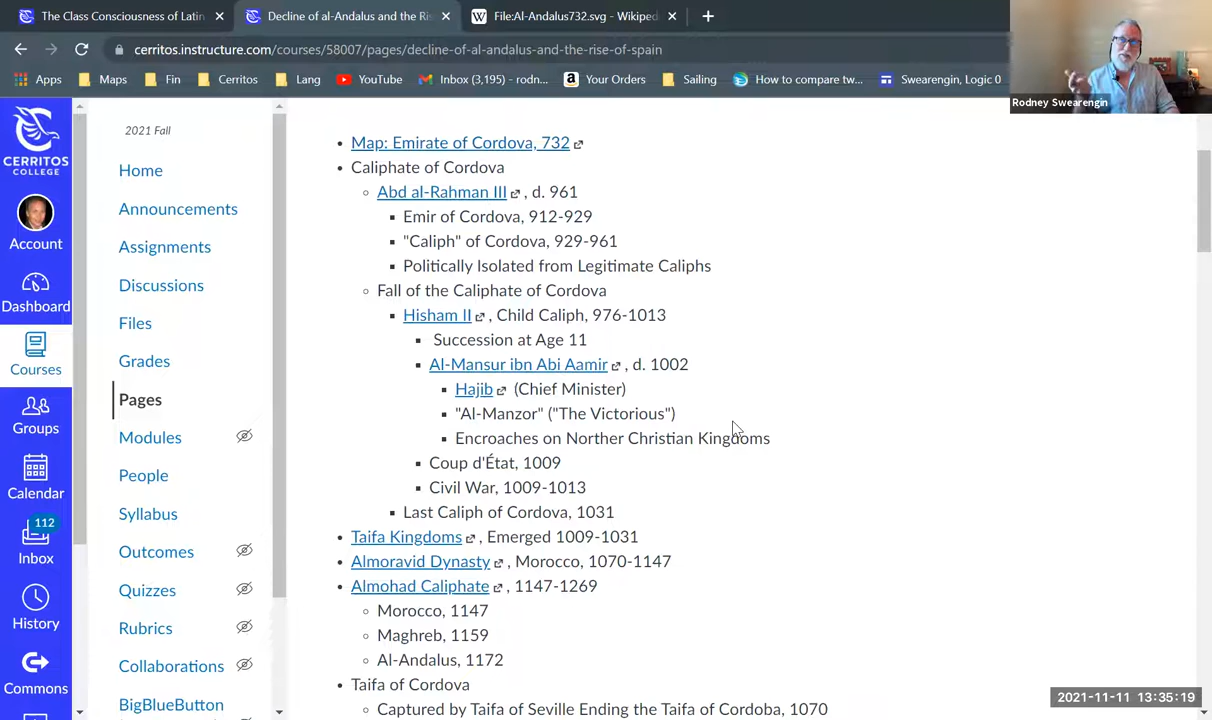 The Class Consciousness of Latin
Decline of al-Andalus and the Ris
File:Al-Andalus732.svg - Wikiped
cerritos.instructure.com/courses/58007/pages/decline-of-al-andalus-and-the-rise-of-spain
Apps
Maps
Fin
Cerritos
Lang
YouTube
Inbox (3,195) - rodn...
Your Orders
Sailing
How to compare tw...
Swearengin, Logic 0
Rodney Swearengin
CERRITOS
COLLEGE
Account
Dashboard
Courses
Groups
Calendar
112
Inbox
History
Commons
2021 Fall
Home
Announcements
Assignments
Discussions
Files
Grades
Pages
Modules
People
Syllabus
Outcomes
Quizzes
Rubrics
Collaborations
BigBlueButton
Map: Emirate of Cordova, 732
Caliphate of Cordova
Abd al-Rahman III , d. 961
Emir of Cordova, 912-929
"Caliph" of Cordova, 929-961
Politically Isolated from Legitimate Caliphs
Fall of the Caliphate of Cordova
Hisham II , Child Caliph, 976-1013
Succession at Age 11
Al-Mansur ibn Abi Aamir , d. 1002
Hajib (Chief Minister)
"Al-Manzor" ("The Victorious")
Encroaches on Norther Christian Kingdoms
Coup d'État, 1009
Civil War, 1009-1013
Last Caliph of Cordova, 1031
Taifa Kingdoms , Emerged 1009-1031
Almoravid Dynasty , Morocco, 1070-1147
Almohad Caliphate , 1147-1269
Morocco, 1147
Maghreb, 1159
Al-Andalus, 1172
Taifa of Cordova
Captured by Taifa of Seville Ending the Taifa of Cordoba, 1070
2021-11-11 13:35:19